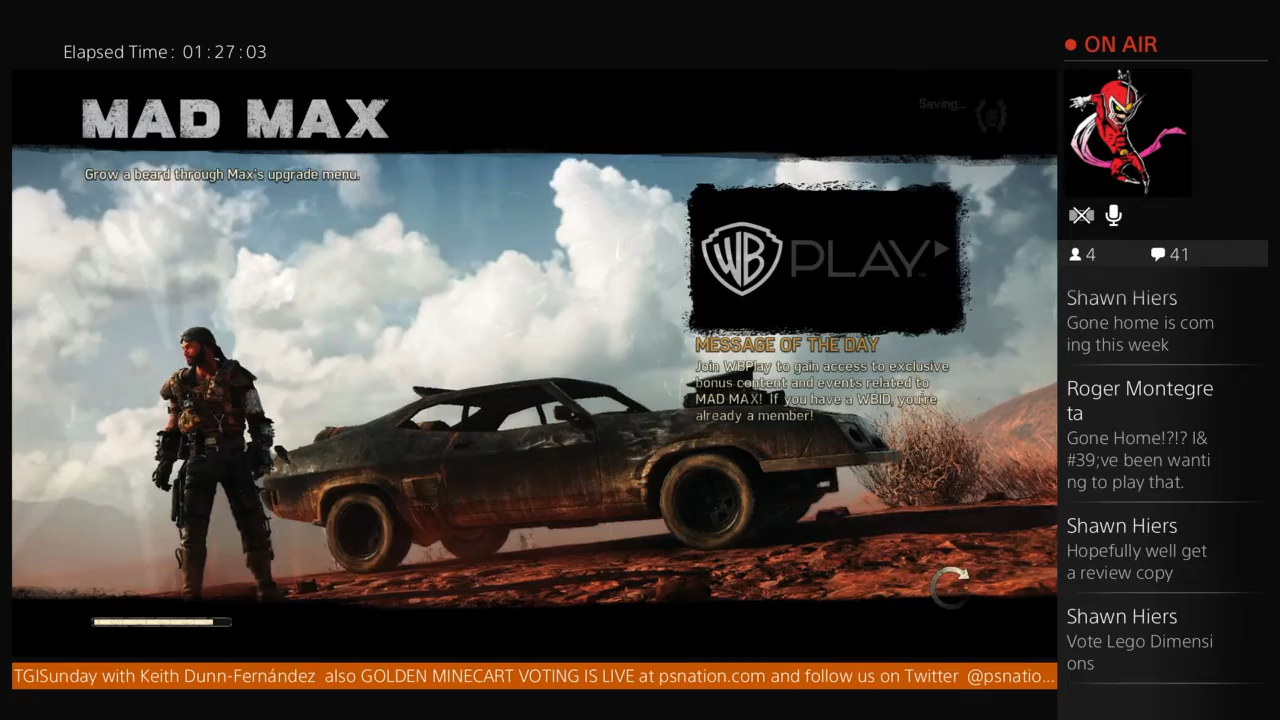 Elapsed Time: 01:27:03
ON AIR
MAD MAX
Saving...
Grow a beard through Max's upgrade menu.
WB PLAY
MESSAGE OF THE DAY
Join WBPlay to gain access to exclusive
bonus content and events related to
MAD MAX! If you have a WBID, you're
already a member!
4
41
Shawn Hiers
Gone home is com
ing this week
Roger Montegre
ta
Gone Home!?!? I&
#39;ve been wanti
ng to play that.
Shawn Hiers
Hopefully well get
a review copy
Shawn Hiers
Vote Lego Dimensi
ons
TGISunday with Keith Dunn-Fernández also GOLDEN MINECART VOTING IS LIVE at psnation.com and follow us on Twitter @psnatio...